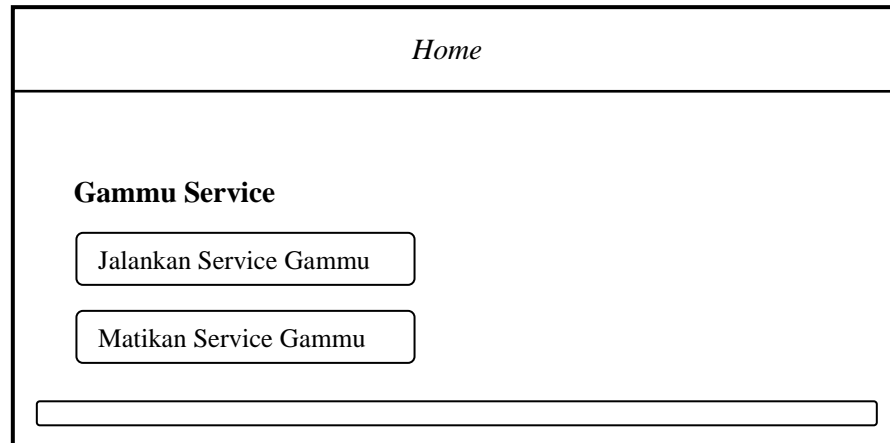 Home
Gammu Service
Jalankan Service Gammu
Matikan Service Gammu